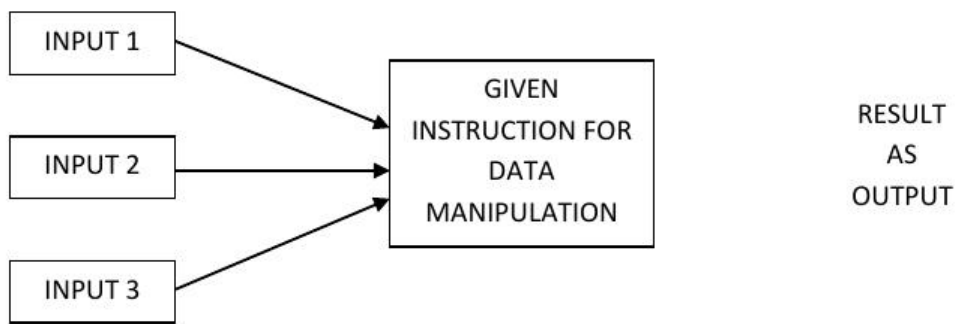 INPUT 1
INPUT 2
INPUT 3
GIVEN
INSTRUCTION FOR
DATA
MANIPULATION
RESULT
AS
OUTPUT